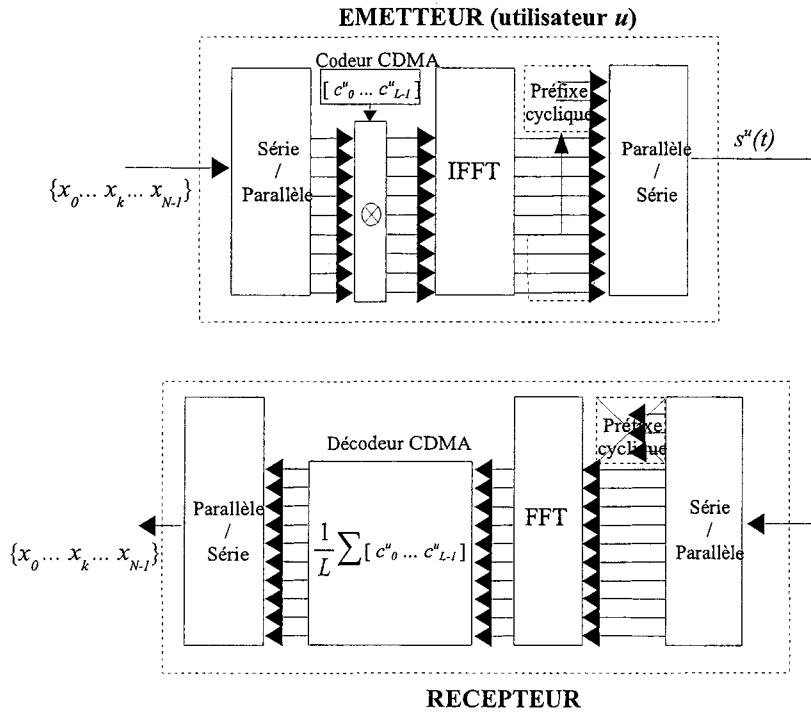 EMETTEUR (utilisateur u)
Codeur CDMA
[ c^u_0 ... c^u_{L-1} ]
Préfixe
cyclique
Série
/
Parallèle
IFFT
Parallèle
/
Série
s^u(t)
{x_0... x_k... x_{N-1}}
⊗
Décodeur CDMA
Préfixe
cyclique
Parallèle
/
Série
1/L ∑ [ c^u_0 ... c^u_{L-1} ]
FFT
Série
/
Parallèle
{x_0... x_k... x_{N-1}}
RECEPTEUR